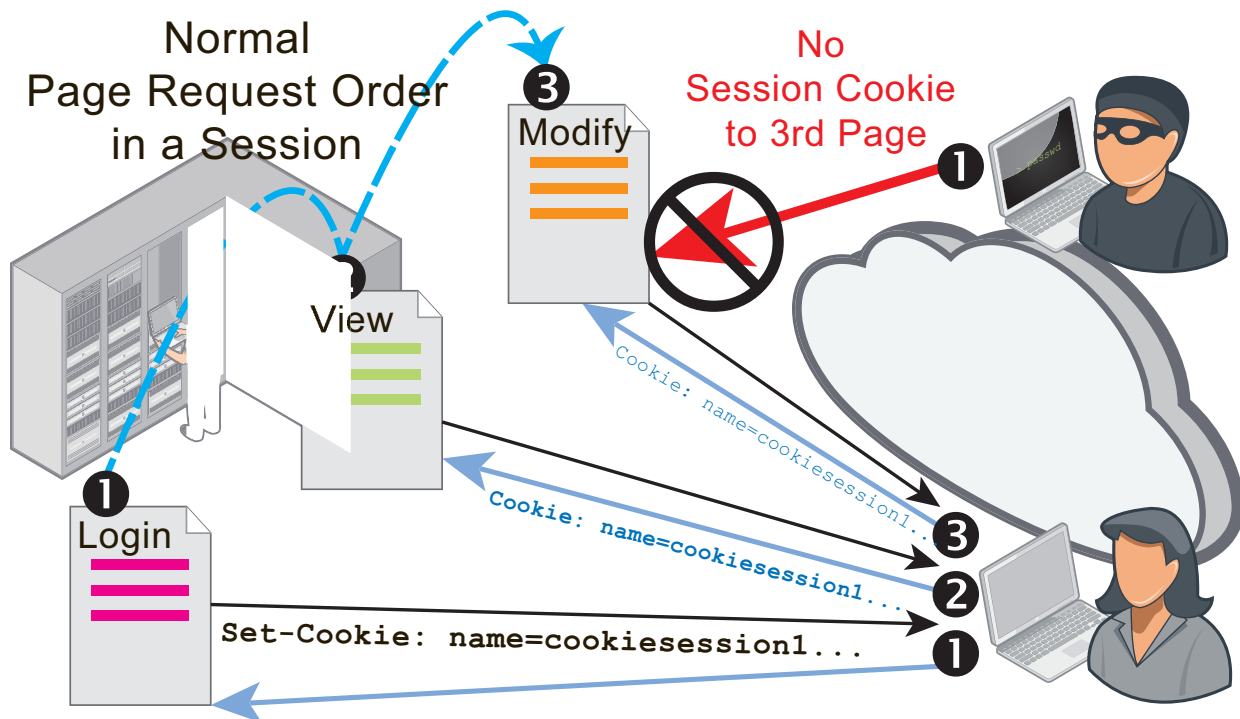 Normal
Page Request Order
in a Session
No
Session Cookie
to 3rd Page
3
Modify
1
> passwd
View
Cookie: name=cookiesession1...
3
1
Login
Cookie: name=cookiesession1...
2
Set-Cookie: name=cookiesession1...
1